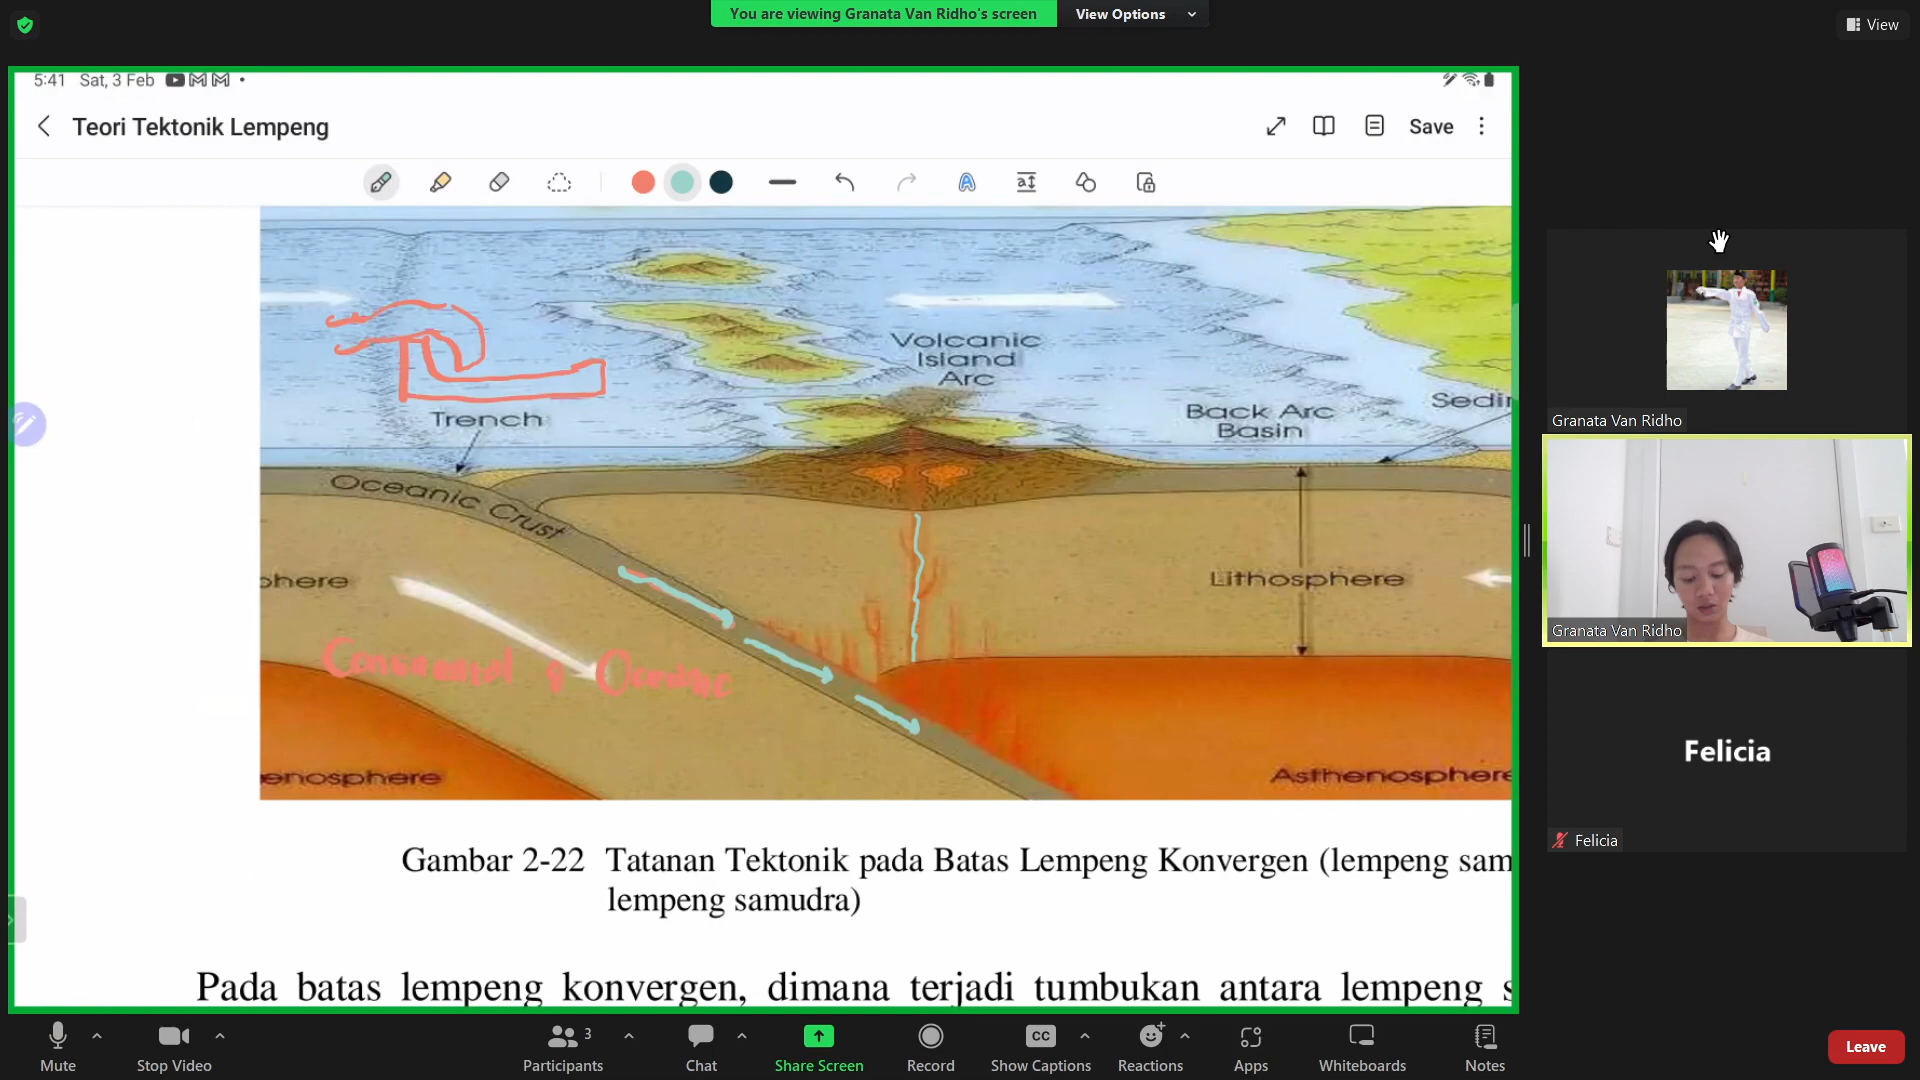 You are viewing Granata Van Ridho's screen
View Options
View
5:41 Sat, 3 Feb
Teori Tektonik Lempeng
Save
Volcanic
Island
Arc
Trench
Back Arc
Basin
Sedi
Oceanic Crust
phere
Lithosphere
& Oceanic
enosphere
Asthenosphere
Gambar 2-22 Tatanan Tektonik pada Batas Lempeng Konvergen (lempeng sam
lempeng samudra)
Pada batas lempeng konvergen, dimana terjadi tumbukan antara lempeng s
Granata Van Ridho
Granata Van Ridho
Felicia
Felicia
Mute
Stop Video
3
Participants
Chat
Share Screen
Record
CC
Show Captions
Reactions
Apps
Whiteboards
Notes
Leave